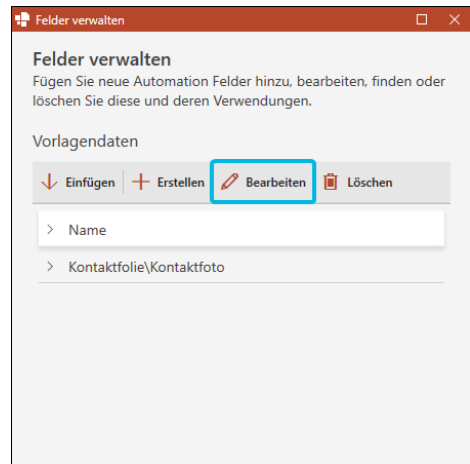 Felder verwalten
Felder verwalten
Fügen Sie neue Automation Felder hinzu, bearbeiten, finden oder
löschen Sie diese und deren Verwendungen.
Vorlagendaten
Einfügen Erstellen Bearbeiten Löschen
Name
Kontaktfolie\Kontaktfoto